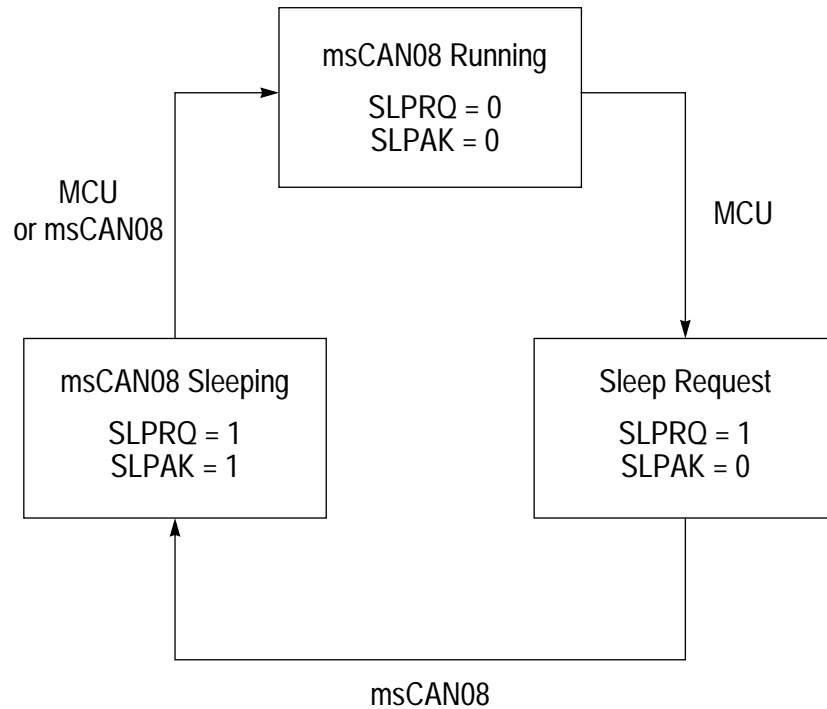 msCAN08 Running
SLPRQ = 0
SLPAK = 0
MCU
or msCAN08
MCU
msCAN08 Sleeping
SLPRQ = 1
SLPAK = 1
Sleep Request
SLPRQ = 1
SLPAK = 0
msCAN08